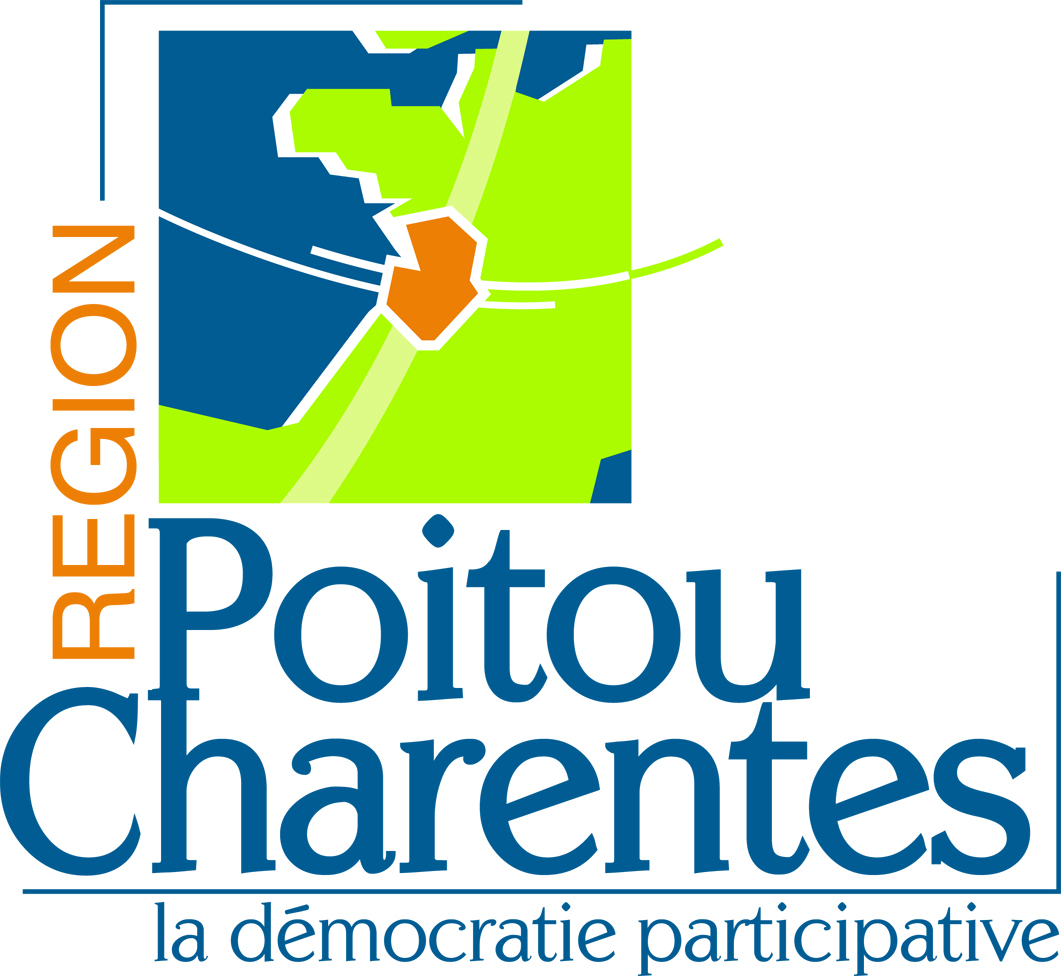 REGION
Poitou
Charentes
la démocratie participative